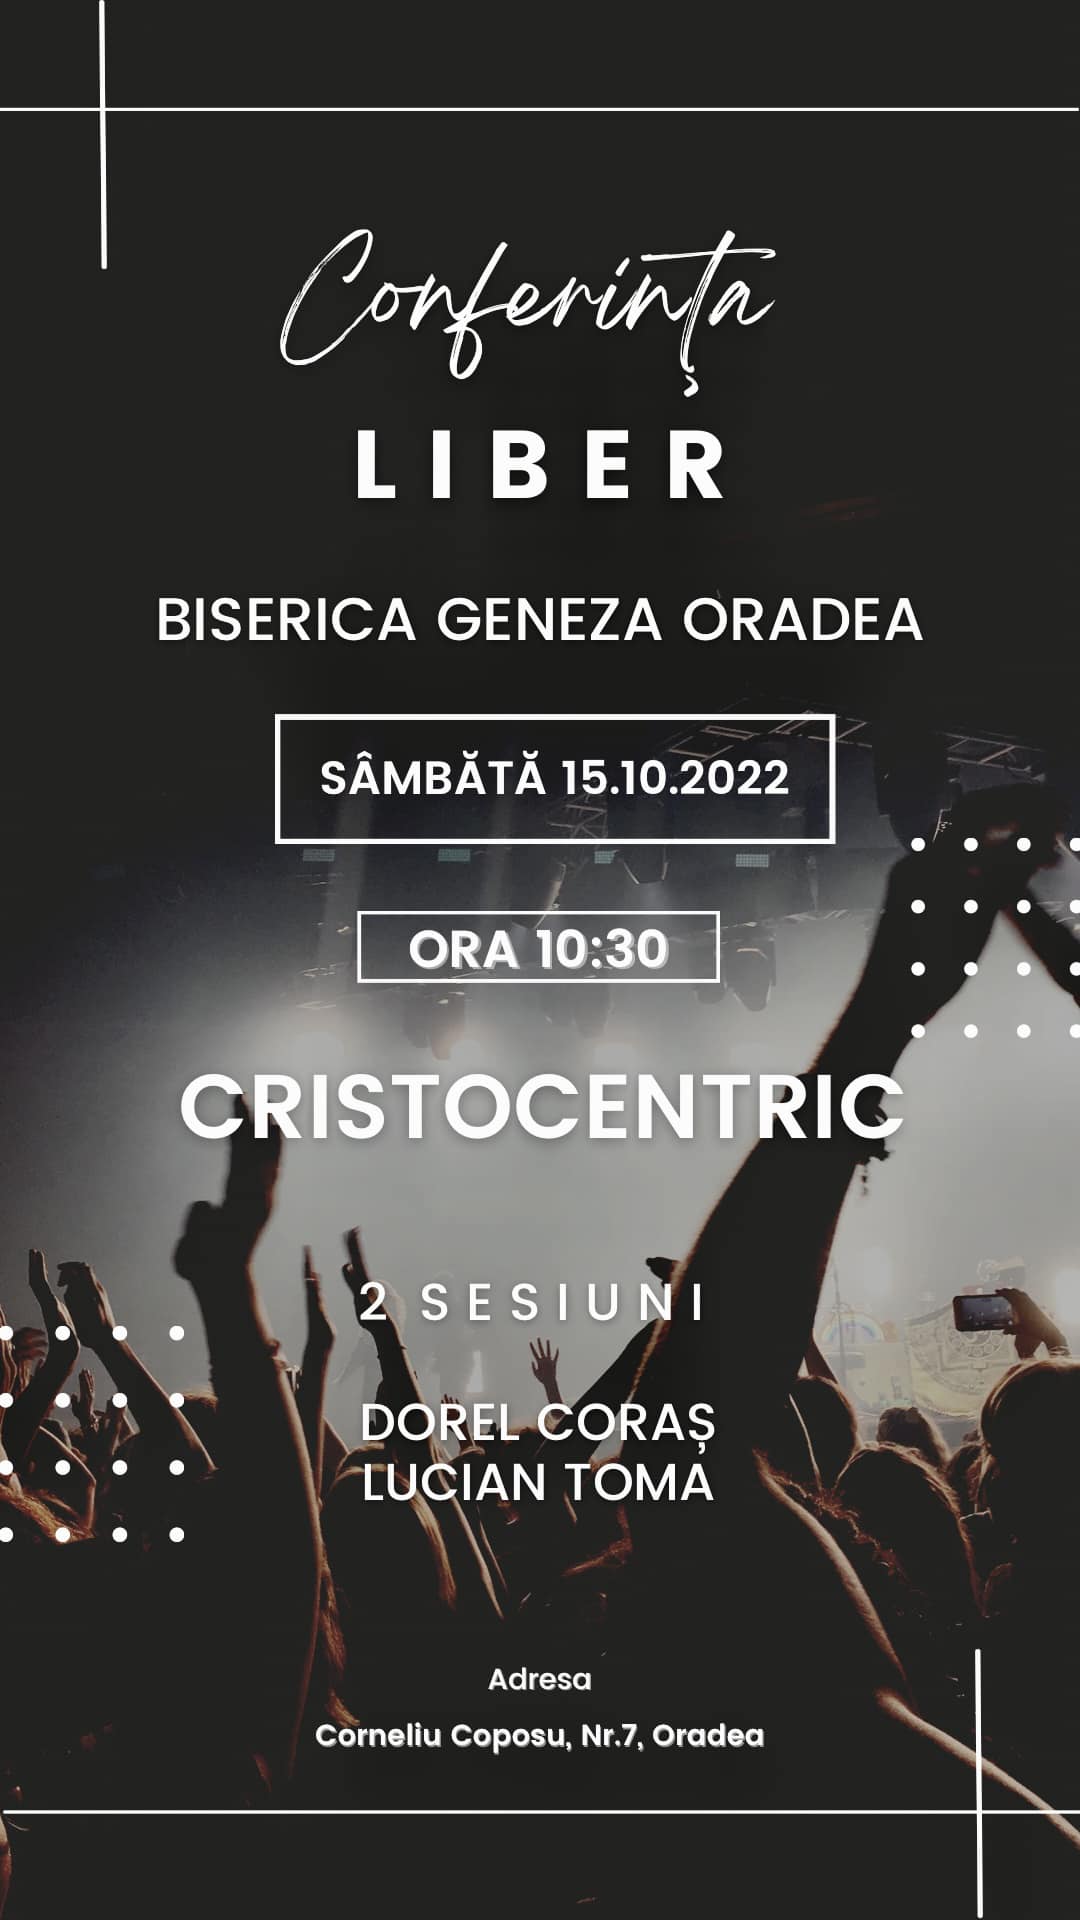 Conferința
LIBER
BISERICA GENEZA ORADEA
SÂMBĂTĂ 15.10.2022
ORA 10:30
CRISTOCENTRIC
2 SESIUNI
DOREL CORAȘ
LUCIAN TOMA
Adresa
Corneliu Coposu, Nr.7, Oradea